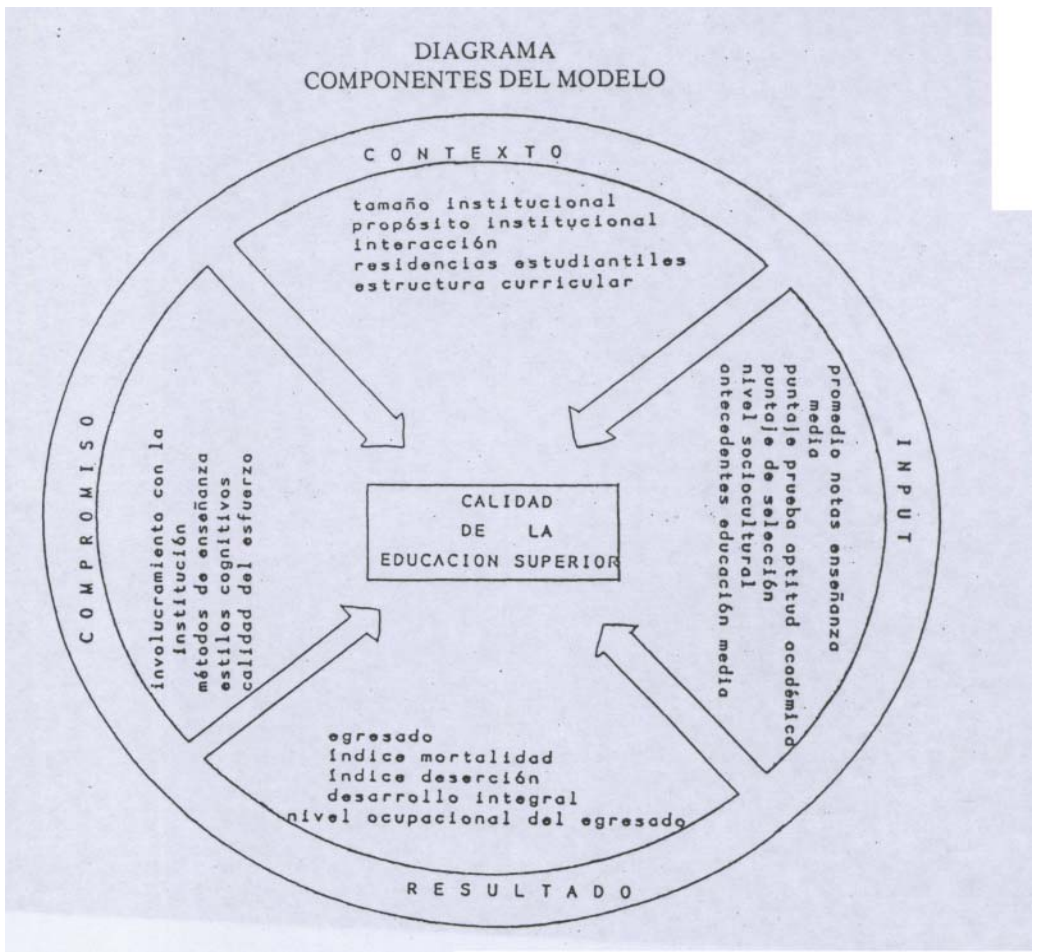 DIAGRAMA
COMPONENTES DEL MODELO
CONTEXTO
tamaño institucional
propósito institucional
interacción
residencias estudiantiles
estructura curricular
INPUT
promedio notas enseñanza
media
puntaje prueba aptitud académica
puntaje de selección
nivel sociocultural
antecedentes educación media
COMPROMISO
involucramiento con la
institución
métodos de enseñanza
estilos cognitivos
calidad del esfuerzo
CALIDAD
DE LA
EDUCACION SUPERIOR
egresado
índice mortalidad
índice deserción
desarrollo integral
nivel ocupacional del egresado
RESULTADO